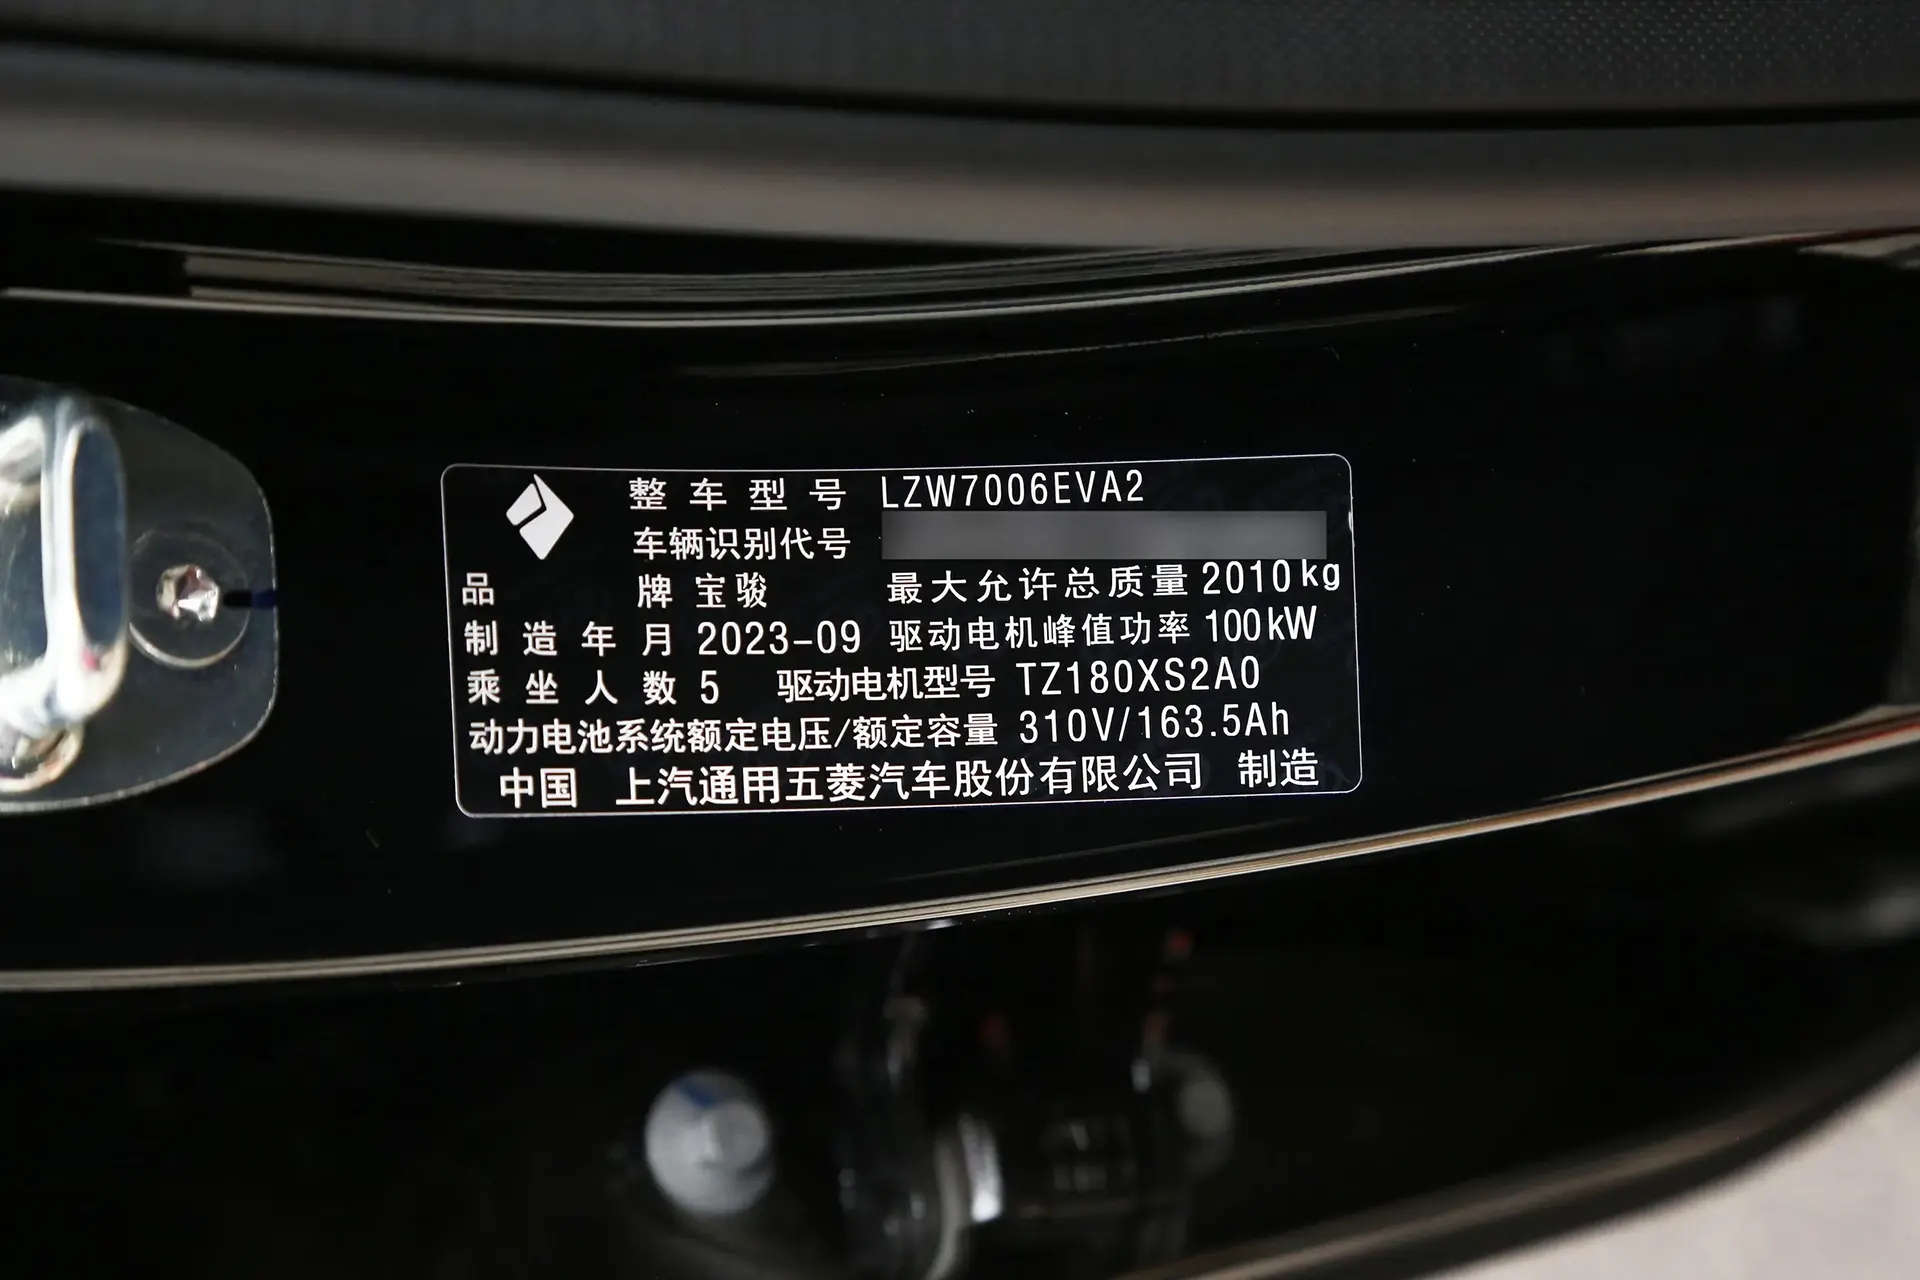 整车型号 LZW7006EVA2
车辆识别代号
品牌 宝骏 最大允许总质量 2010kg
制造年月 2023-09 驱动电机峰值功率 100kW
乘坐人数 5 驱动电机型号 TZ180XS2A0
动力电池系统额定电压/额定容量 310V/163.5Ah
中国 上汽通用五菱汽车股份有限公司 制造